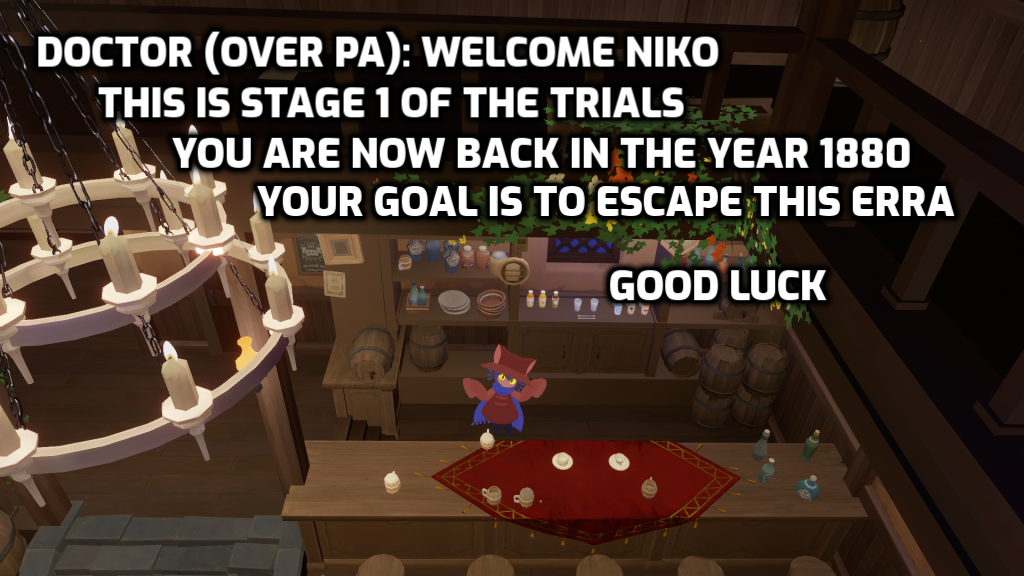 DOCTOR (OVER PA): WELCOME NIKO
THIS IS STAGE 1 OF THE TRIALS
YOU ARE NOW BACK IN THE YEAR 1880
YOUR GOAL IS TO ESCAPE THIS ERRA
GOOD LUCK